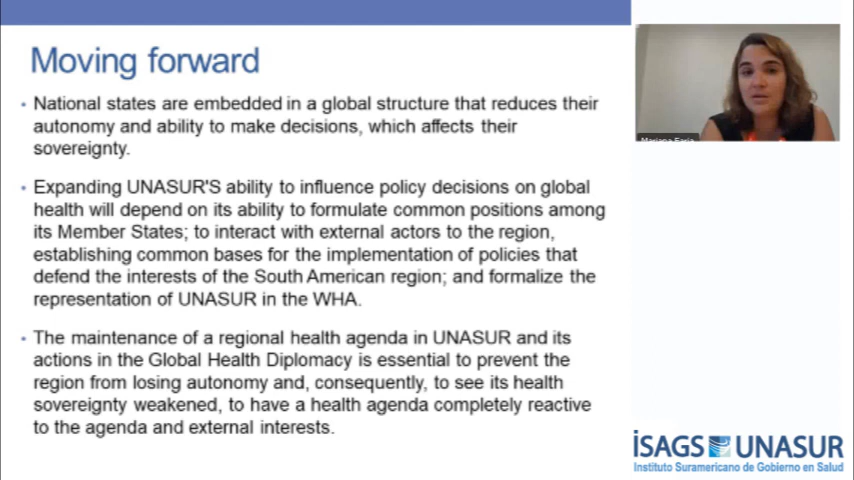 Moving forward
• National states are embedded in a global structure that reduces their
autonomy and ability to make decisions, which affects their
sovereignty.
• Expanding UNASUR'S ability to influence policy decisions on global
health will depend on its ability to formulate common positions among
its Member States; to interact with external actors to the region,
establishing common bases for the implementation of policies that
defend the interests of the South American region; and formalize the
representation of UNASUR in the WHA.
• The maintenance of a regional health agenda in UNASUR and its
actions in the Global Health Diplomacy is essential to prevent the
region from losing autonomy and, consequently, to see its health
sovereignty weakened, to have a health agenda completely reactive
to the agenda and external interests.
Mariana Faria
ISAGS UNASUR
Instituto Suramericano de Gobierno en Salud